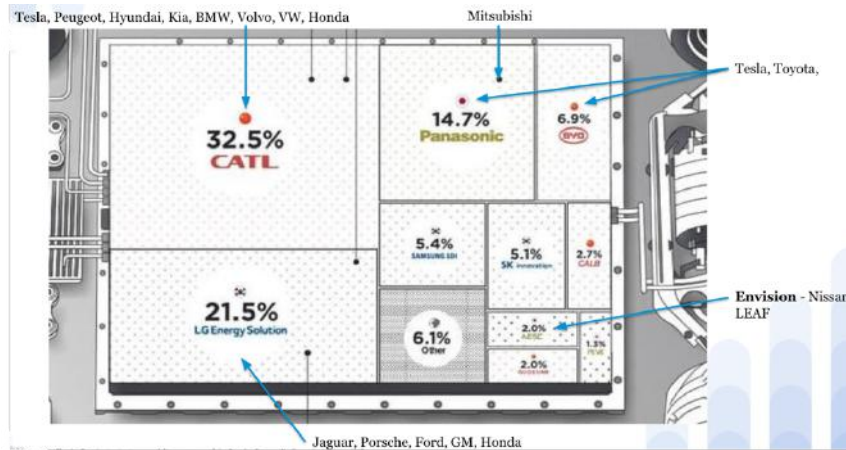 Tesla, Peugeot, Hyundai, Kia, BMW, Volvo, VW, Honda
Mitsubishi
Tesla, Toyota,
32.5%
CATL
14.7%
Panasonic
6.9%
BYD
5.4%
SAMSUNG SDI
5.1%
SK innovation
2.7%
CALB
21.5%
LG Energy Solution
6.1%
Other
2.0%
AESC
2.0%
1.3%
PEVE
Envision - Nissan
LEAF
Jaguar, Porsche, Ford, GM, Honda